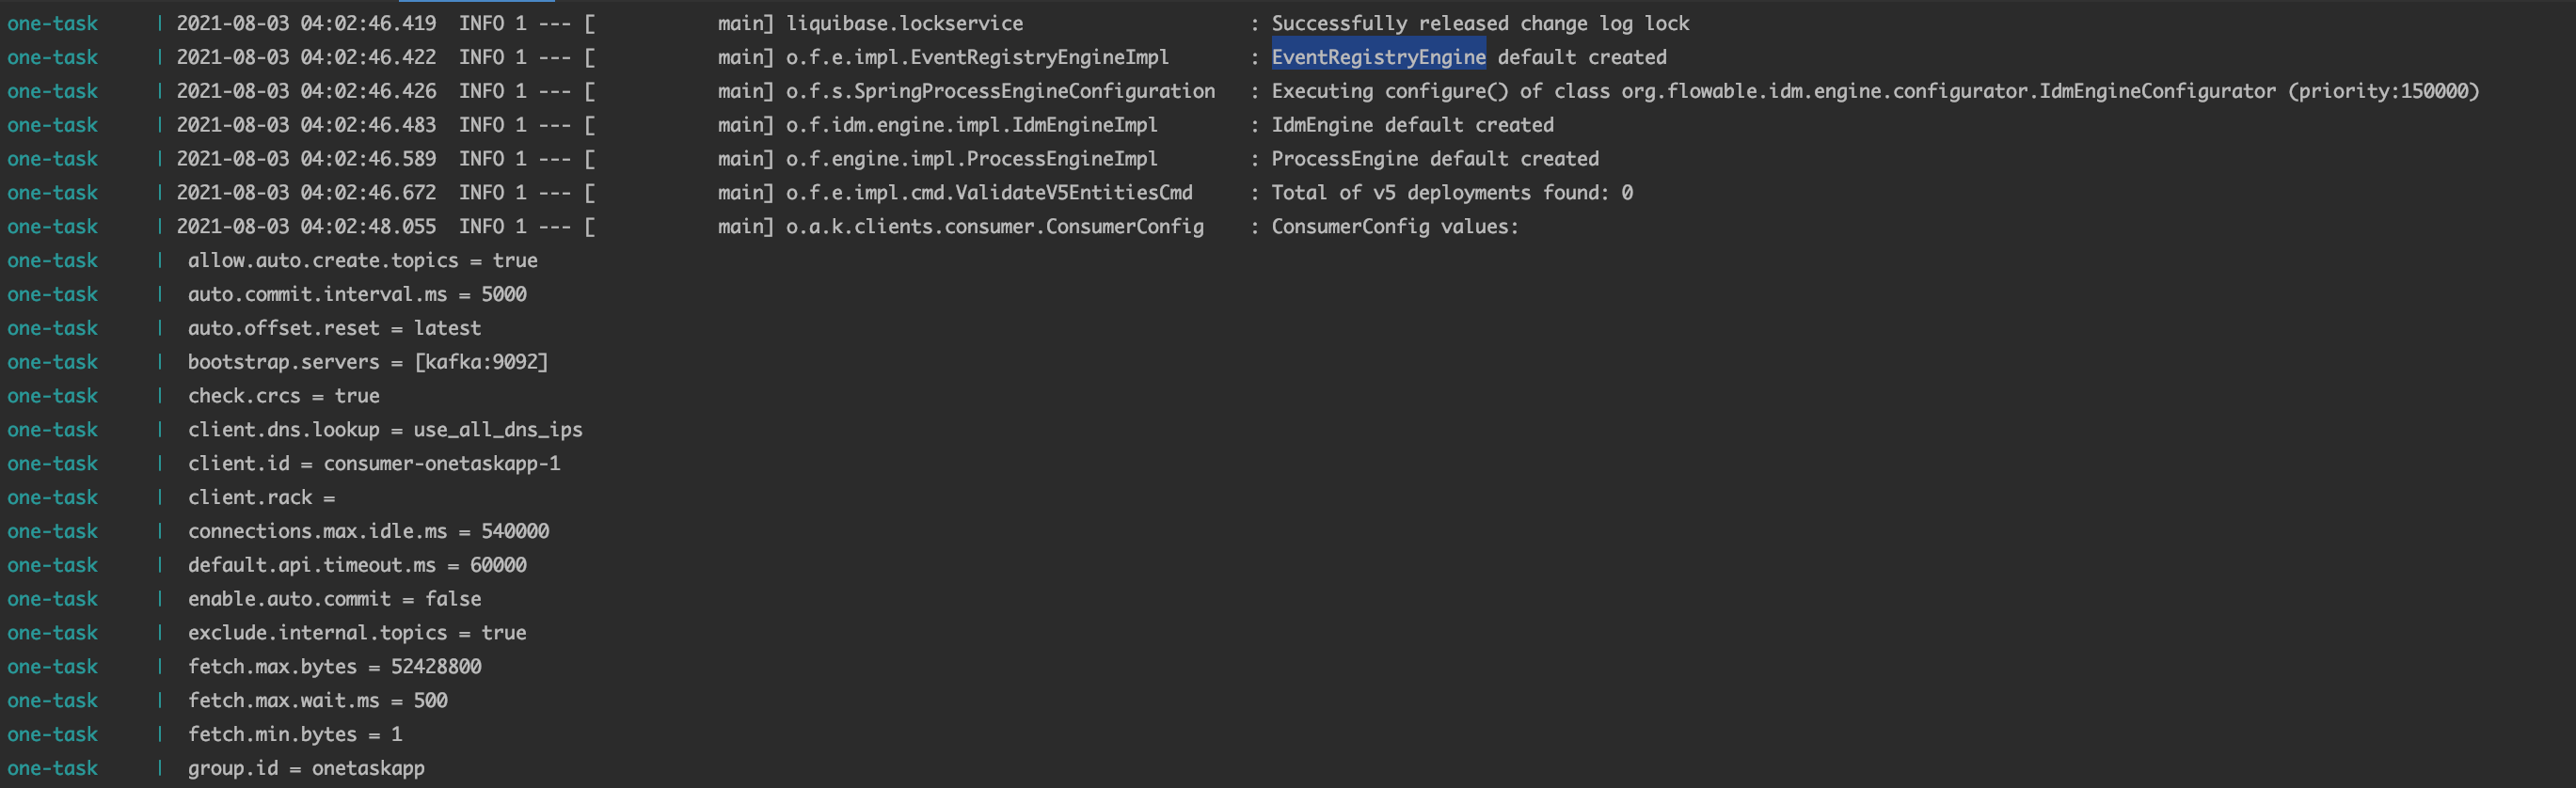 one-task | 2021-08-03 04:02:46.419 INFO 1 --- [ main] liquibase.lockservice : Successfully released change log lock
one-task | 2021-08-03 04:02:46.422 INFO 1 --- [ main] o.f.e.impl.EventRegistryEngineImpl : EventRegistryEngine default created
one-task | 2021-08-03 04:02:46.426 INFO 1 --- [ main] o.f.s.SpringProcessEngineConfiguration : Executing configure() of class org.flowable.idm.engine.configurator.IdmEngineConfigurator (priority:150000)
one-task | 2021-08-03 04:02:46.483 INFO 1 --- [ main] o.f.idm.engine.impl.IdmEngineImpl : IdmEngine default created
one-task | 2021-08-03 04:02:46.589 INFO 1 --- [ main] o.f.engine.impl.ProcessEngineImpl : ProcessEngine default created
one-task | 2021-08-03 04:02:46.672 INFO 1 --- [ main] o.f.e.impl.cmd.ValidateV5EntitiesCmd : Total of v5 deployments found: 0
one-task | 2021-08-03 04:02:48.055 INFO 1 --- [ main] o.a.k.clients.consumer.ConsumerConfig : ConsumerConfig values:
one-task | allow.auto.create.topics = true
one-task | auto.commit.interval.ms = 5000
one-task | auto.offset.reset = latest
one-task | bootstrap.servers = [kafka:9092]
one-task | check.crcs = true
one-task | client.dns.lookup = use_all_dns_ips
one-task | client.id = consumer-onetaskapp-1
one-task | client.rack =
one-task | connections.max.idle.ms = 540000
one-task | default.api.timeout.ms = 60000
one-task | enable.auto.commit = false
one-task | exclude.internal.topics = true
one-task | fetch.max.bytes = 52428800
one-task | fetch.max.wait.ms = 500
one-task | fetch.min.bytes = 1
one-task | group.id = onetaskapp